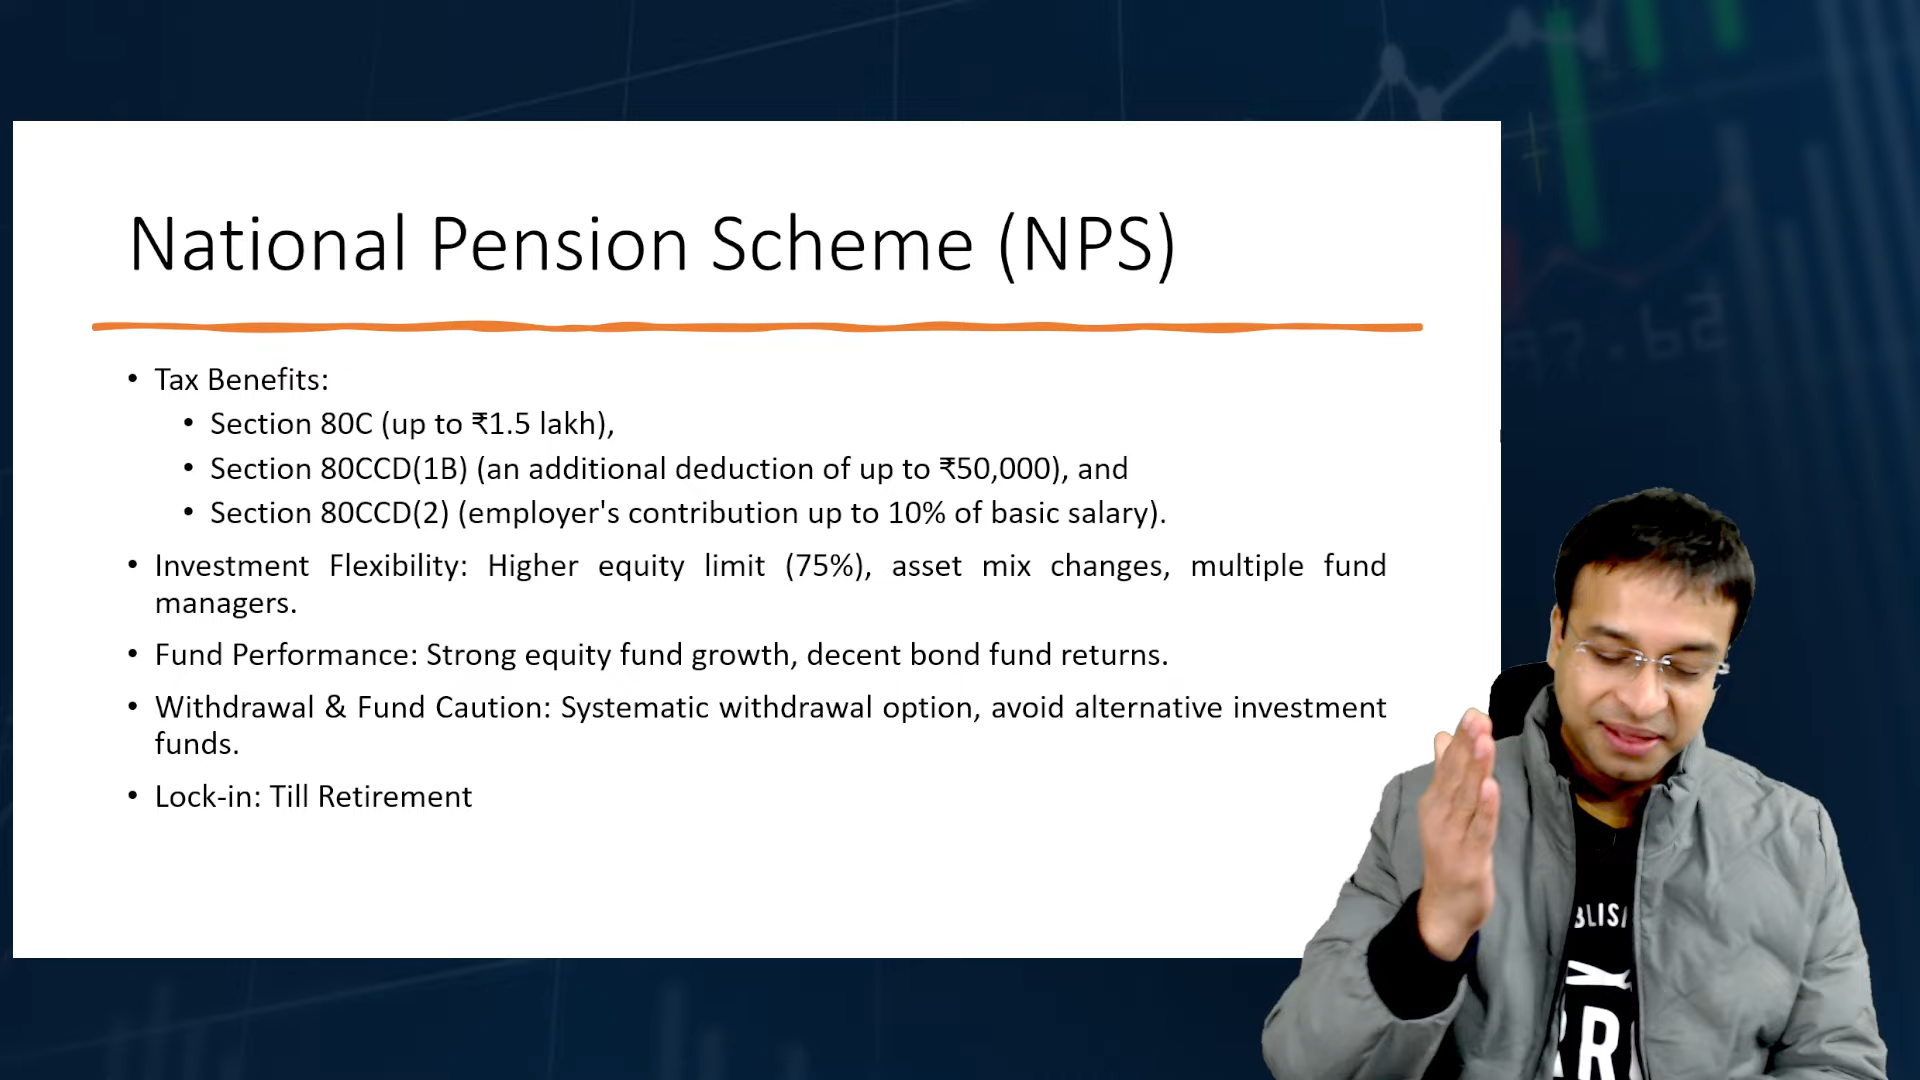 National Pension Scheme (NPS)
• Tax Benefits:
• Section 80C (up to ₹1.5 lakh),
• Section 80CCD(1B) (an additional deduction of up to ₹50,000), and
• Section 80CCD(2) (employer's contribution up to 10% of basic salary).
• Investment Flexibility: Higher equity limit (75%), asset mix changes, multiple fund
managers.
• Fund Performance: Strong equity fund growth, decent bond fund returns.
• Withdrawal & Fund Caution: Systematic withdrawal option, avoid alternative investment
funds.
• Lock-in: Till Retirement